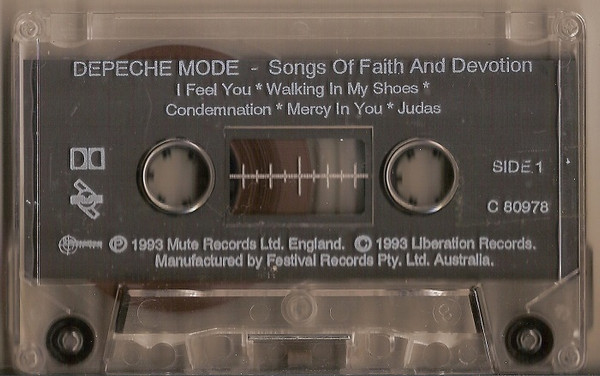 DEPECHE MODE - Songs Of Faith And Devotion
I Feel You * Walking In My Shoes *
Condemnation * Mercy In You * Judas
SIDE 1
C 80978
℗ 1993 Mute Records Ltd. England. © 1993 Liberation Records.
Manufactured by Festival Records Pty. Ltd. Australia.